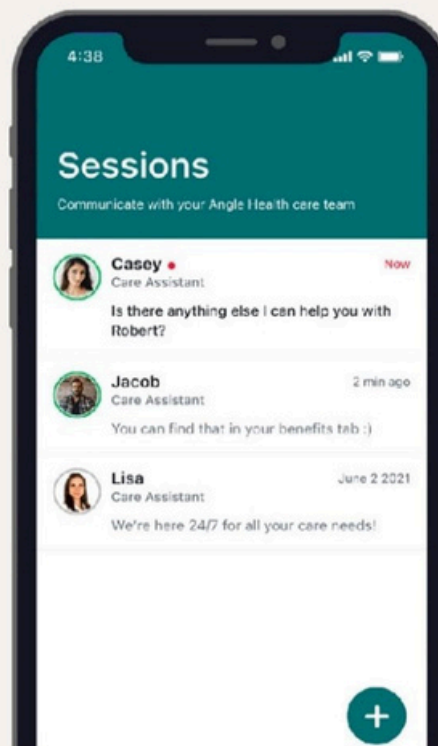 4:38
Sessions
Communicate with your Angle Health care team
Casey
Now
Care Assistant
Is there anything else I can help you with
Robert?
Jacob
2 min ago
Care Assistant
You can find that in your benefits tab :)
Lisa
June 2 2021
Care Assistant
We're here 24/7 for all your care needs!
+